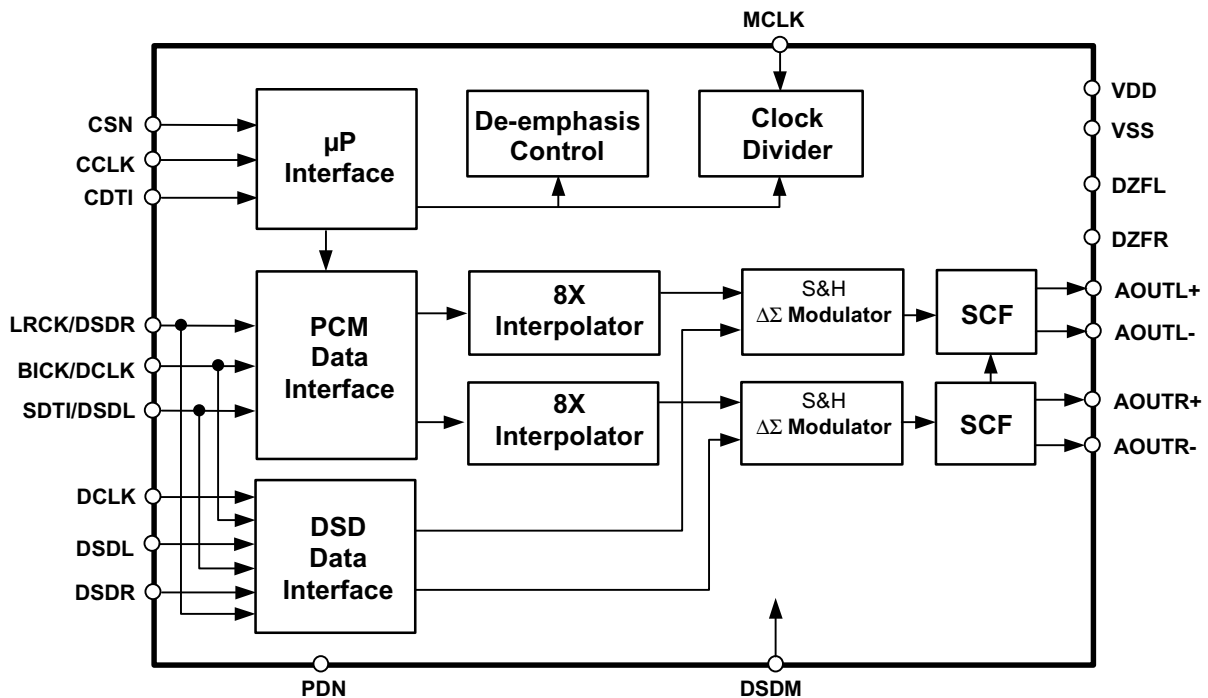 MCLK
CSN
CCLK
CDTI
µP
Interface
De-emphasis
Control
Clock
Divider
VDD
VSS
DZFL
DZFR
LRCK/DSDR
BICK/DCLK
SDTI/DSDL
PCM
Data
Interface
8X
Interpolator
S&H
ΔΣ Modulator
SCF
AOUTL+
AOUTL-
8X
Interpolator
S&H
ΔΣ Modulator
SCF
AOUTR+
AOUTR-
DCLK
DSDL
DSDR
DSD
Data
Interface
PDN
DSDM